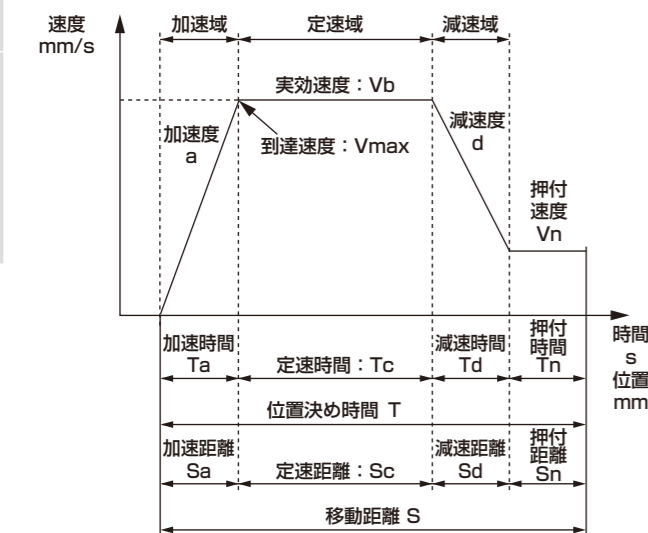 速度
mm/s
加速域
定速域
減速域
実効速度：Vb
加速度
a
到達速度：Vmax
減速度
d
押付
速度
Vn
加速時間
Ta
定速時間：Tc
減速時間
Td
押付
時間
Tn
時間
s
位置
mm
位置決め時間 T
加速距離
Sa
定速距離：Sc
減速距離
Sd
押付
距離
Sn
移動距離 S